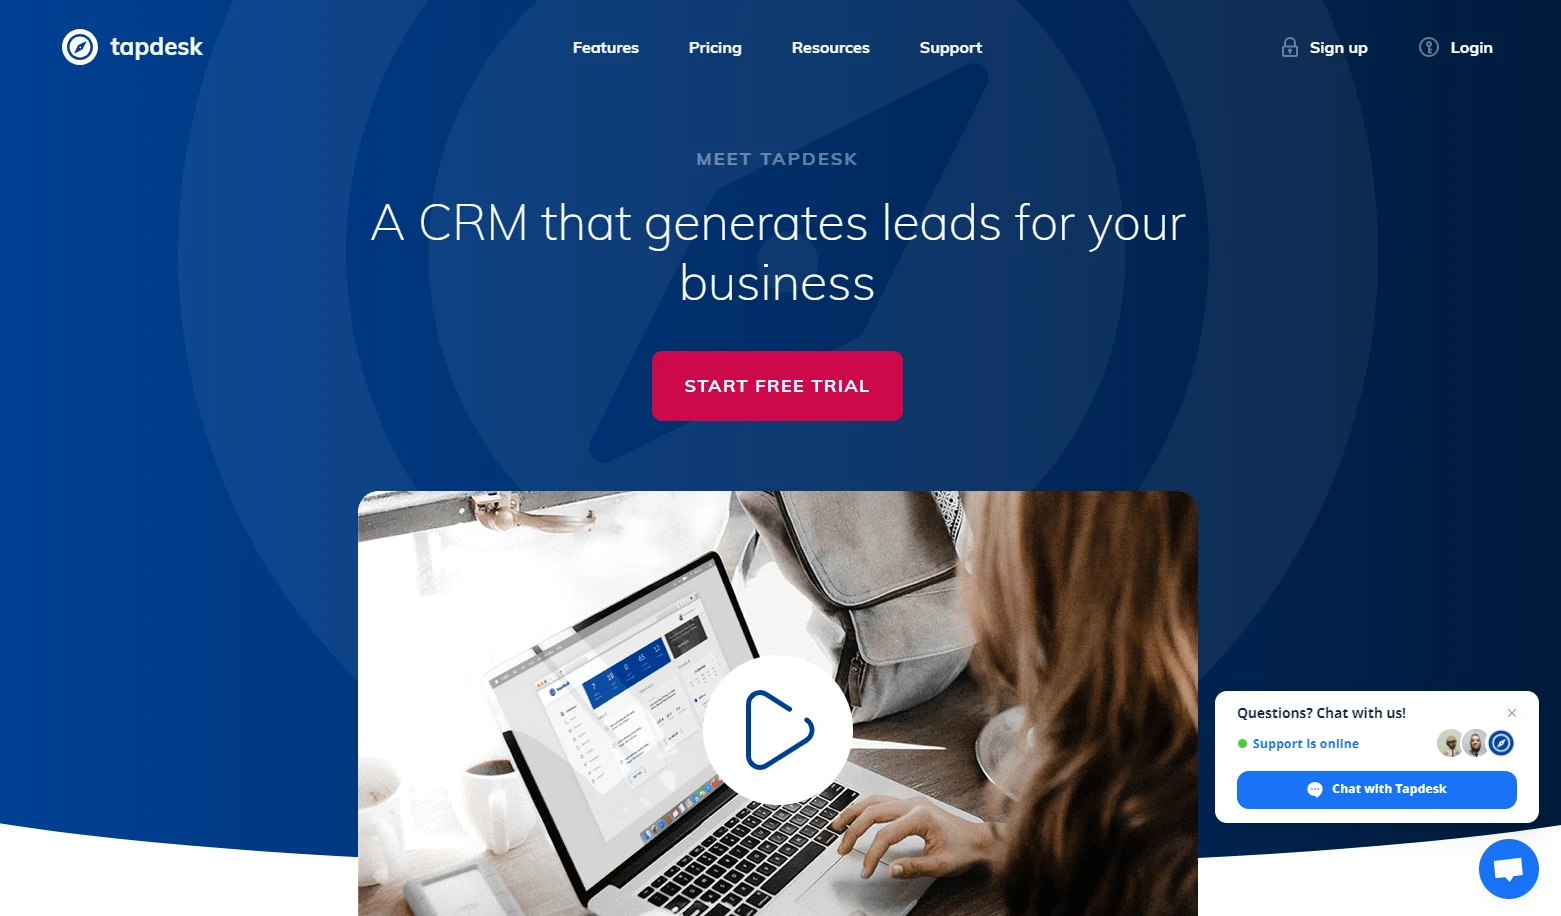 tapdesk
Features
Pricing
Resources
Support
Sign up
Login
MEET TAPDESK
A CRM that generates leads for your
business
START FREE TRIAL
tapdesk
Questions? Chat with us!
Support is online
Chat with Tapdesk